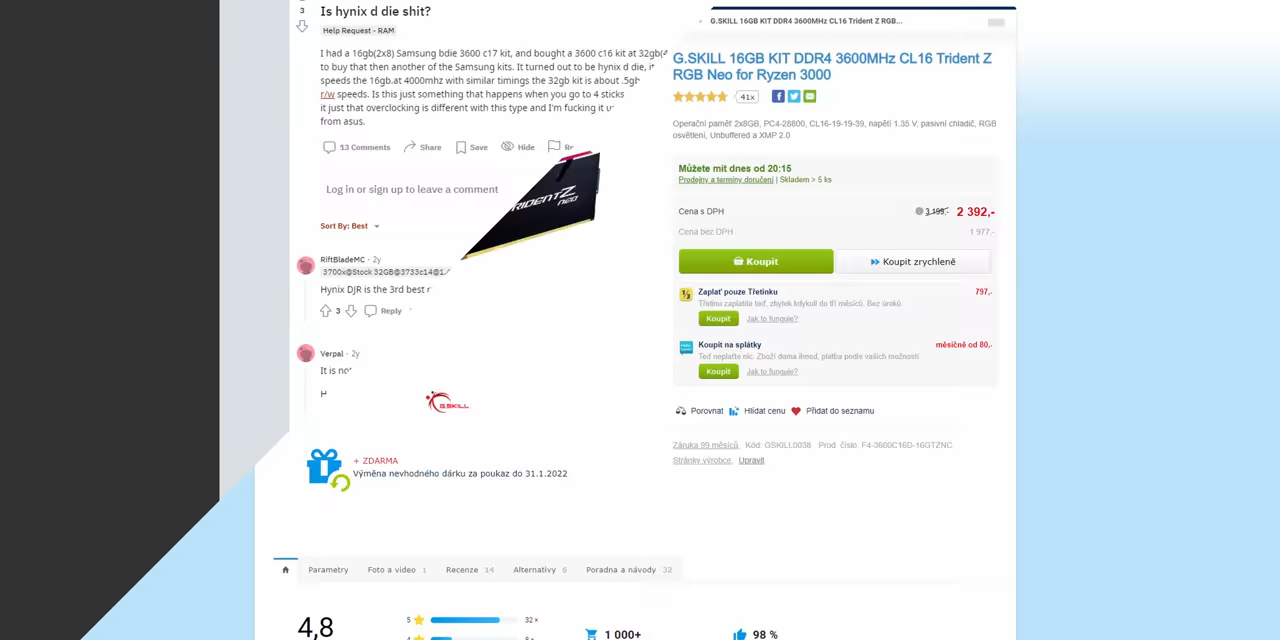 3
Is hynix d die shit?
Help Request - RAM
I had a 16gb(2x8) Samsung bdie 3600 c17 kit, and bought a 3600 c16 kit at 32gb(4
to buy that then another of the Samsung kits. It turned out to be hynix d die,
speeds the 16gb.at 4000mhz with similar timings the 32gb kit is about .5gb
r/w speeds. Is this just something that happens when you go to 4 sticks
it just that overclocking is different with this type and I'm fucking it
from asus.
13 Comments Share Save Hide
Log in or sign up to leave a comment
Sort By: Best
RiftBladeMC · 2y
3700x@Stock 32GB@3733c14@1.
Hynix DJR is the 3rd best
3 Reply
Verpal · 2y
It is not
TRIDENT Z
NEO
G.SKILL
+ ZDARMA
Výměna nevhodného dárku za poukaz do 31.1.2022
G.SKILL 16GB KIT DDR4 3600MHz CL16 Trident Z RGB...
G.SKILL 16GB KIT DDR4 3600MHz CL16 Trident Z
RGB Neo for Ryzen 3000
41x
Operační paměť 2x8GB, PC4-28800, CL16-19-19-39, napětí 1.35 V, pasivní chladič, RGB
osvětlení, Unbuffered a XMP 2.0
Můžete mít dnes od 20:15
Prodejny a termíny doručení | Skladem > 5 ks
Cena s DPH 3 199,- 2 392,-
Cena bez DPH 1 977,-
Koupit Koupit zrychleně
1/3 Zaplať pouze Třetinku 797,-
Třetinu zaplatíte teď, zbytek kdykoli do tří měsíců. Bez úroků
Koupit Jak to funguje?
Koupit na splátky měsíčně od 80,-
Teď neplaťte nic. Zboží doma ihned, platba podle vašich možností
Koupit Jak to funguje?
Porovnat Hlídat cenu Přidat do seznamu
Záruka 99 měsíců Kód: GSKILL0038 Prod. číslo: F4-3600C16D-16GTZNC
Stránky výrobce, Upravit
Parametry Foto a video 1 Recenze 14 Alternativy 6 Poradna a návody 32
4,8
5 32×
4
1 000+
98 %